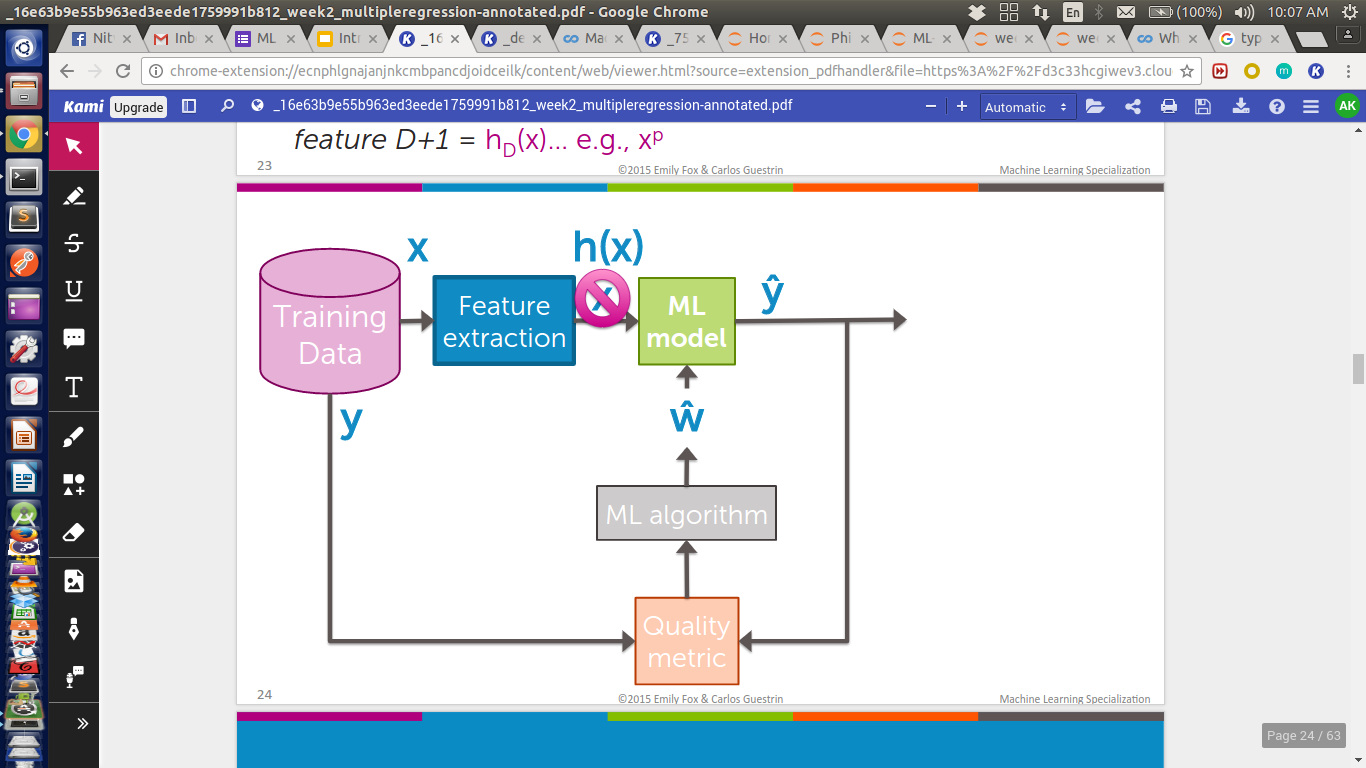 _16e63b9e55b963ed3eede1759991b812_week2_multipleregression-annotated.pdf - Google Chrome
En (100%) 10:07 AM
Nit Inb ML Intr _16 _de Ma _75 Hor Phi ML we we Wh typ
chrome-extension://ecnphlgnajanjnkcmbpancdjoidceilk/content/web/viewer.html?source=extension_pdfhandler&file=https%3A%2F%2Fd3c33hcgiwev3.clou
Kami Upgrade _16e63b9e55b963ed3eede1759991b812_week2_multipleregression-annotated.pdf Automatic AK
feature D+1 = hD(x)... e.g., xᵖ
23 ©2015 Emily Fox & Carlos Guestrin Machine Learning Specialization
x h(x)
Training
Data
Feature
extraction
x
ML
model
ŷ
y
ŵ
ML algorithm
Quality
metric
24 ©2015 Emily Fox & Carlos Guestrin Machine Learning Specialization
Page 24 / 63